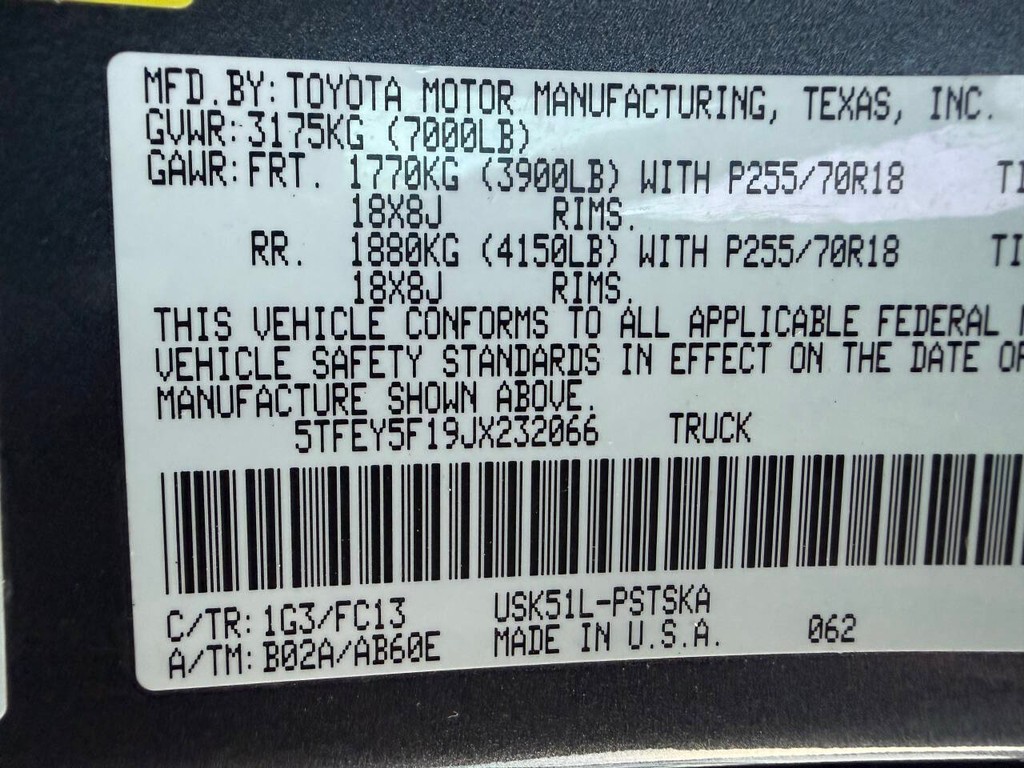 MFD.BY: TOYOTA MOTOR MANUFACTURING, TEXAS, INC.
GVWR: 3175KG (7000LB)
GAWR: FRT. 1770KG (3900LB) WITH P255/70R18 TI
18X8J RIMS.
RR. 1880KG (4150LB) WITH P255/70R18 TI
18X8J RIMS.
THIS VEHICLE CONFORMS TO ALL APPLICABLE FEDERAL
VEHICLE SAFETY STANDARDS IN EFFECT ON THE DATE OF
MANUFACTURE SHOWN ABOVE.
5TFEY5F19JX232066 TRUCK
C/TR: 1G3/FC13 USK51L-PSTSKA
A/TM: B02A/AB60E MADE IN U.S.A. 062